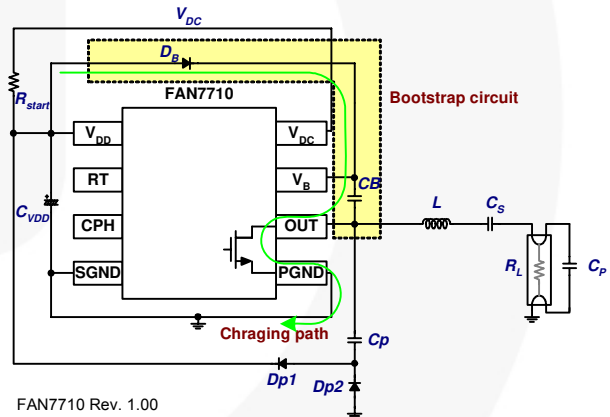 VDC
DB
FAN7710
Bootstrap circuit
Rstart
VDD
VDC
RT
VB
CB
CVDD
CPH
OUT
L
CS
SGND
PGND
RL
CP
Chraging path
Cp
Dp1
Dp2
FAN7710 Rev. 1.00